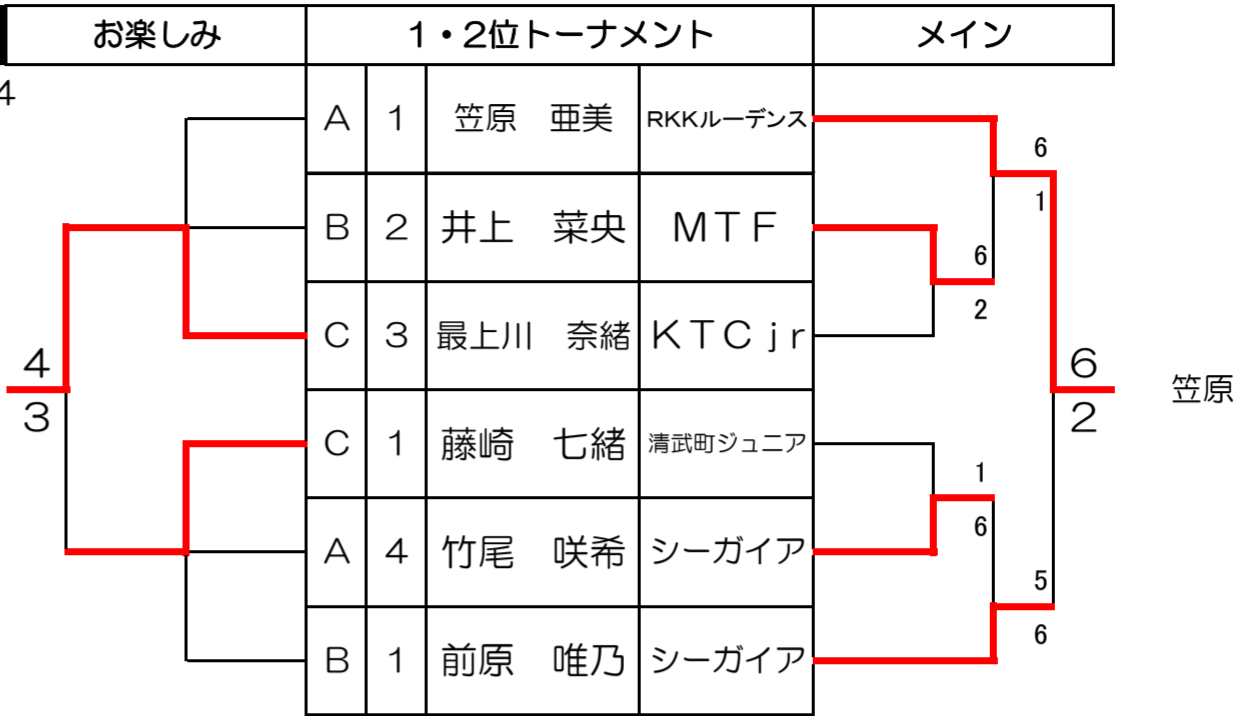 お楽しみ 1・2位トーナメント メイン
4
A 1 笠原 亜美 RKKルーデンス
6
1
B 2 井上 菜央 MTF
6
2
C 3 最上川 奈緒 KTCjr
4
3
6
2
笠原
C 1 藤崎 七緒 清武町ジュニア
1
6
A 4 竹尾 咲希 シーガイア
5
6
B 1 前原 唯乃 シーガイア